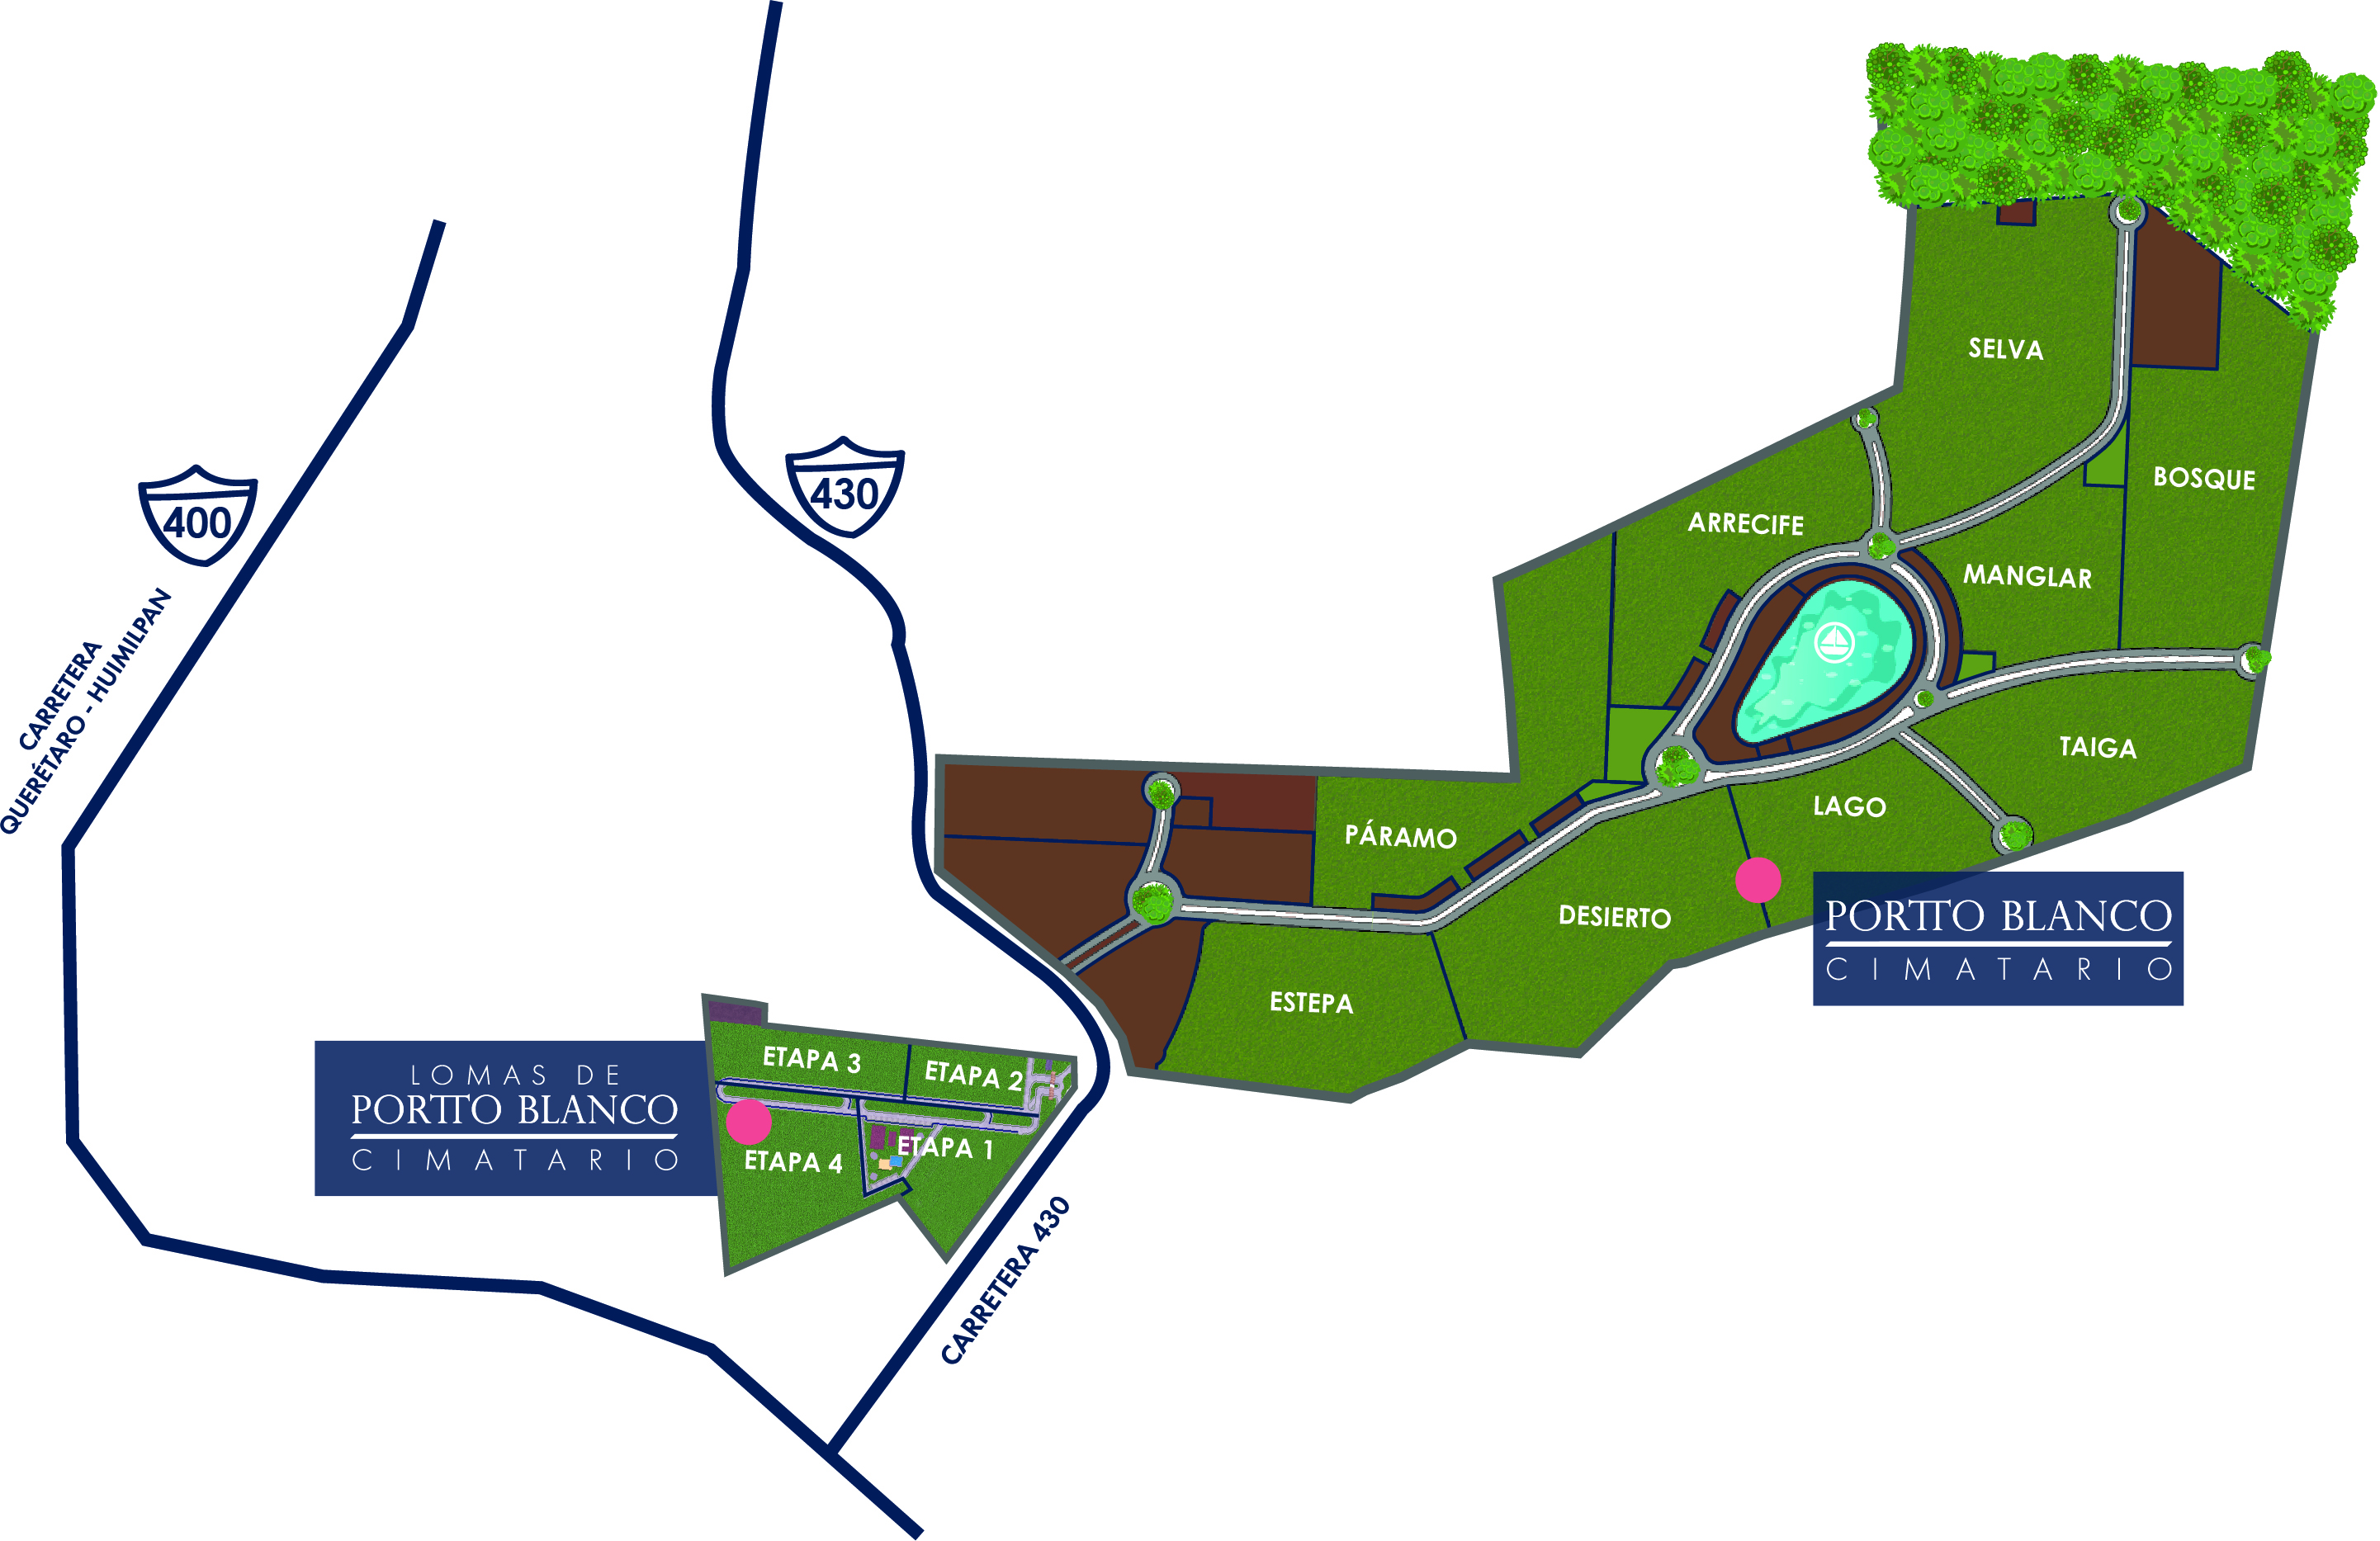 SELVA
430
BOSQUE
400
ARRECIFE
MANGLAR
CARRETERA
QUERÉTARO - HUIMILPAN
TAIGA
LAGO
PÁRAMO
DESIERTO
PORTTO BLANCO
CIMATARIO
ESTEPA
ETAPA 3
ETAPA 2
LOMAS DE
PORTTO BLANCO
CIMATARIO
ETAPA 1
ETAPA 4
CARRETERA 430